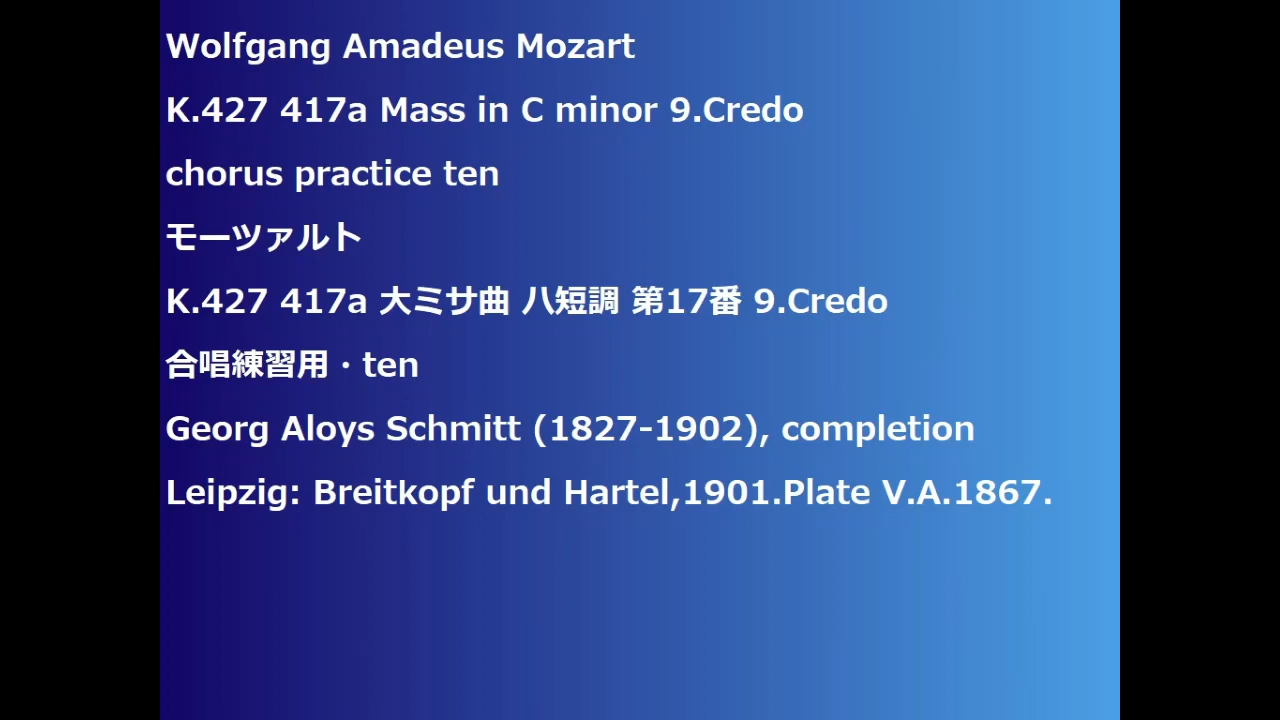 Wolfgang Amadeus Mozart
K.427 417a Mass in C minor 9.Credo
chorus practice ten
モーツァルト
K.427 417a 大ミサ曲 八短調 第17番 9.Credo
合唱練習用・ten
Georg Aloys Schmitt (1827-1902), completion
Leipzig: Breitkopf und Hartel,1901.Plate V.A.1867.